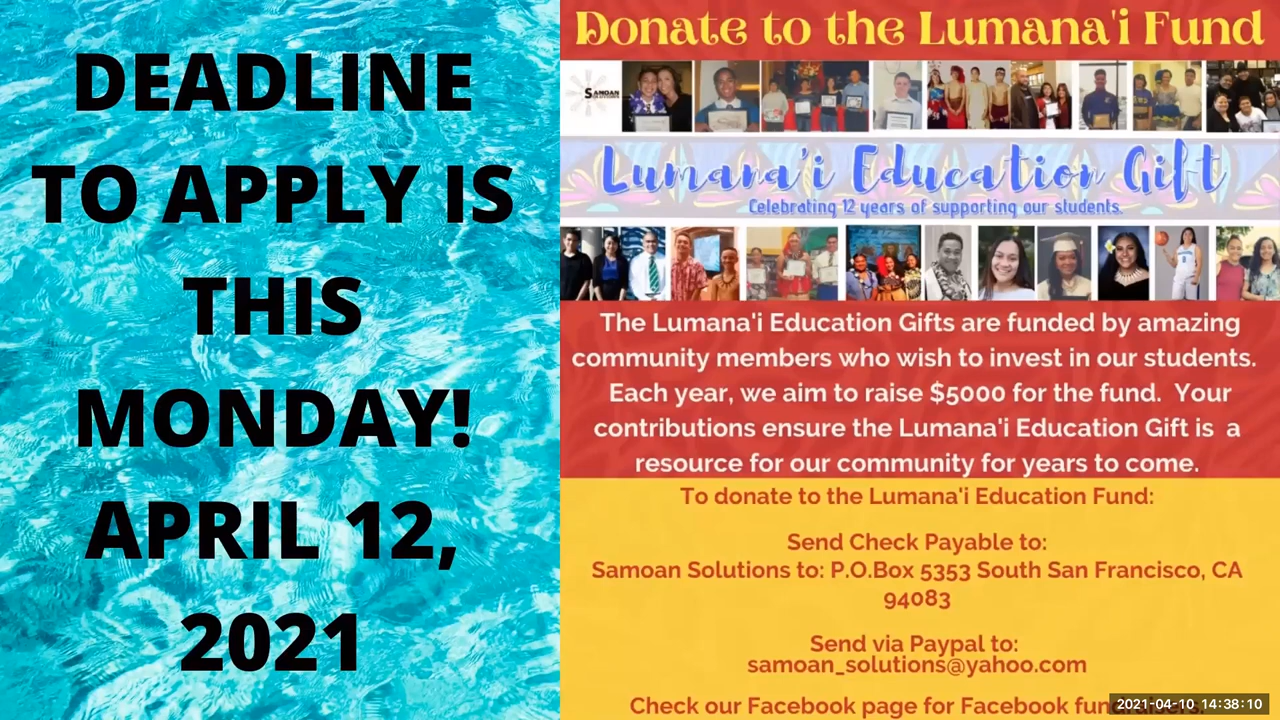 DEADLINE
TO APPLY IS
THIS
MONDAY!
APRIL 12,
2021
Donate to the Lumana'i Fund
SAMOAN
Lumana'i Education Gift
Celebrating 12 years of supporting our students.
The Lumana'i Education Gifts are funded by amazing
community members who wish to invest in our students.
Each year, we aim to raise $5000 for the fund. Your
contributions ensure the Lumana'i Education Gift is a
resource for our community for years to come.
To donate to the Lumana'i Education Fund:
Send Check Payable to:
Samoan Solutions to: P.O.Box 5353 South San Francisco, CA
94083
Send via Paypal to:
samoan_solutions@yahoo.com
Check our Facebook page for Facebook fundraisers.
2021-04-10 14:38:10